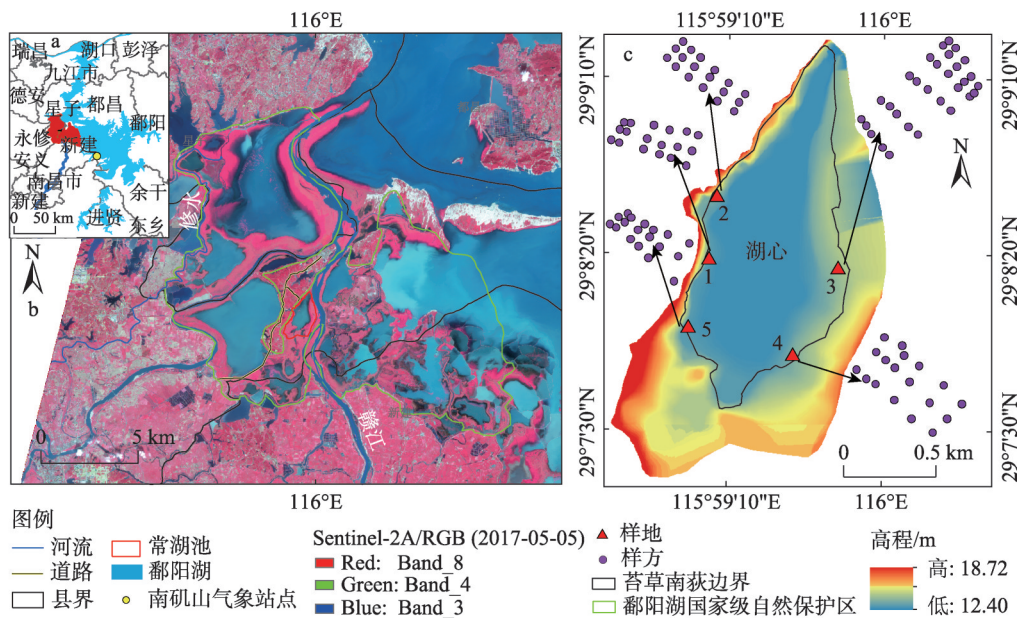 116°E
a
瑞昌
湖口
彭泽
九江市
德安
星子
都昌
鄱阳
永修
新建
安义
南昌市
新建
余干
进贤
东乡
0 50 km
N
b
修水
赣江
0 5 km
116°E
115°59′10″E 116°E
c
29°9′10″N
29°8′20″N
29°7′30″N
29°9′10″N
29°8′20″N
29°7′30″N
N
2
湖心
1
3
5
4
0 0.5 km
115°59′10″E 116°E
图例
河流
道路
县界
常湖池
鄱阳湖
南矶山气象站点
Sentinel-2A/RGB (2017-05-05)
Red: Band_8
Green: Band_4
Blue: Band_3
样地
样方
苔草南荻边界
鄱阳湖国家级自然保护区
高程/m
高: 18.72
低: 12.40